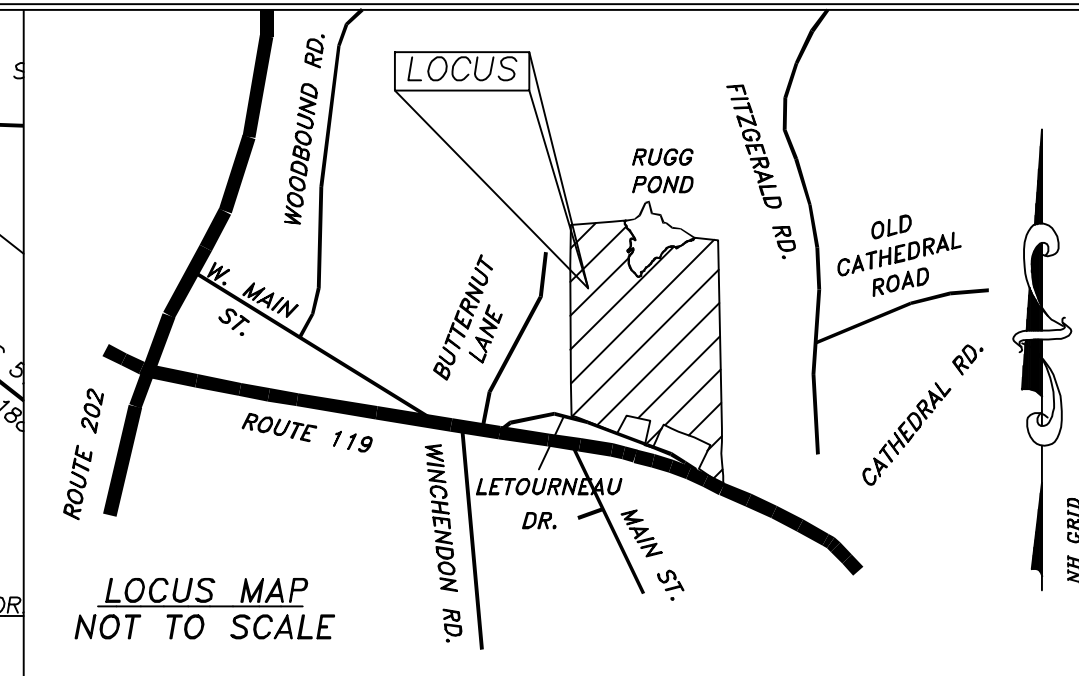 LOCUS
WOODBOUND RD.
FITZGERALD RD.
RUGG
POND
OLD
CATHEDRAL
ROAD
W. MAIN
ST.
BUTTERNUT
LANE
CATHEDRAL RD.
ROUTE 202
ROUTE 119
WINCHENDON RD.
LETOURNEAU
DR.
MAIN ST.
NH GRID
LOCUS MAP
NOT TO SCALE